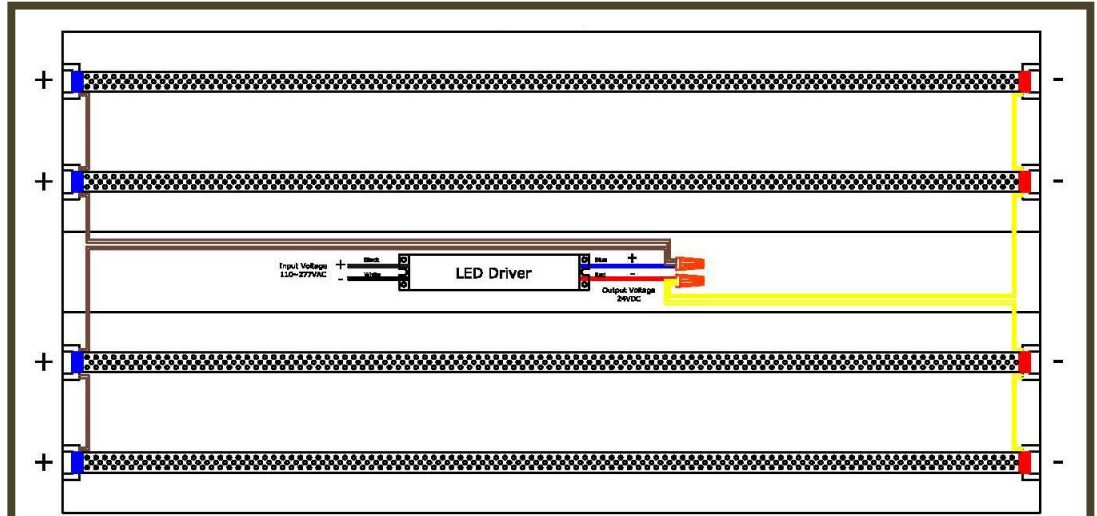 + -
+ -
Black
Input Voltage +
110~277VAC
White
-
LED Driver
Blue +
Red -
Output Voltage
24VDC
+ -
+ -